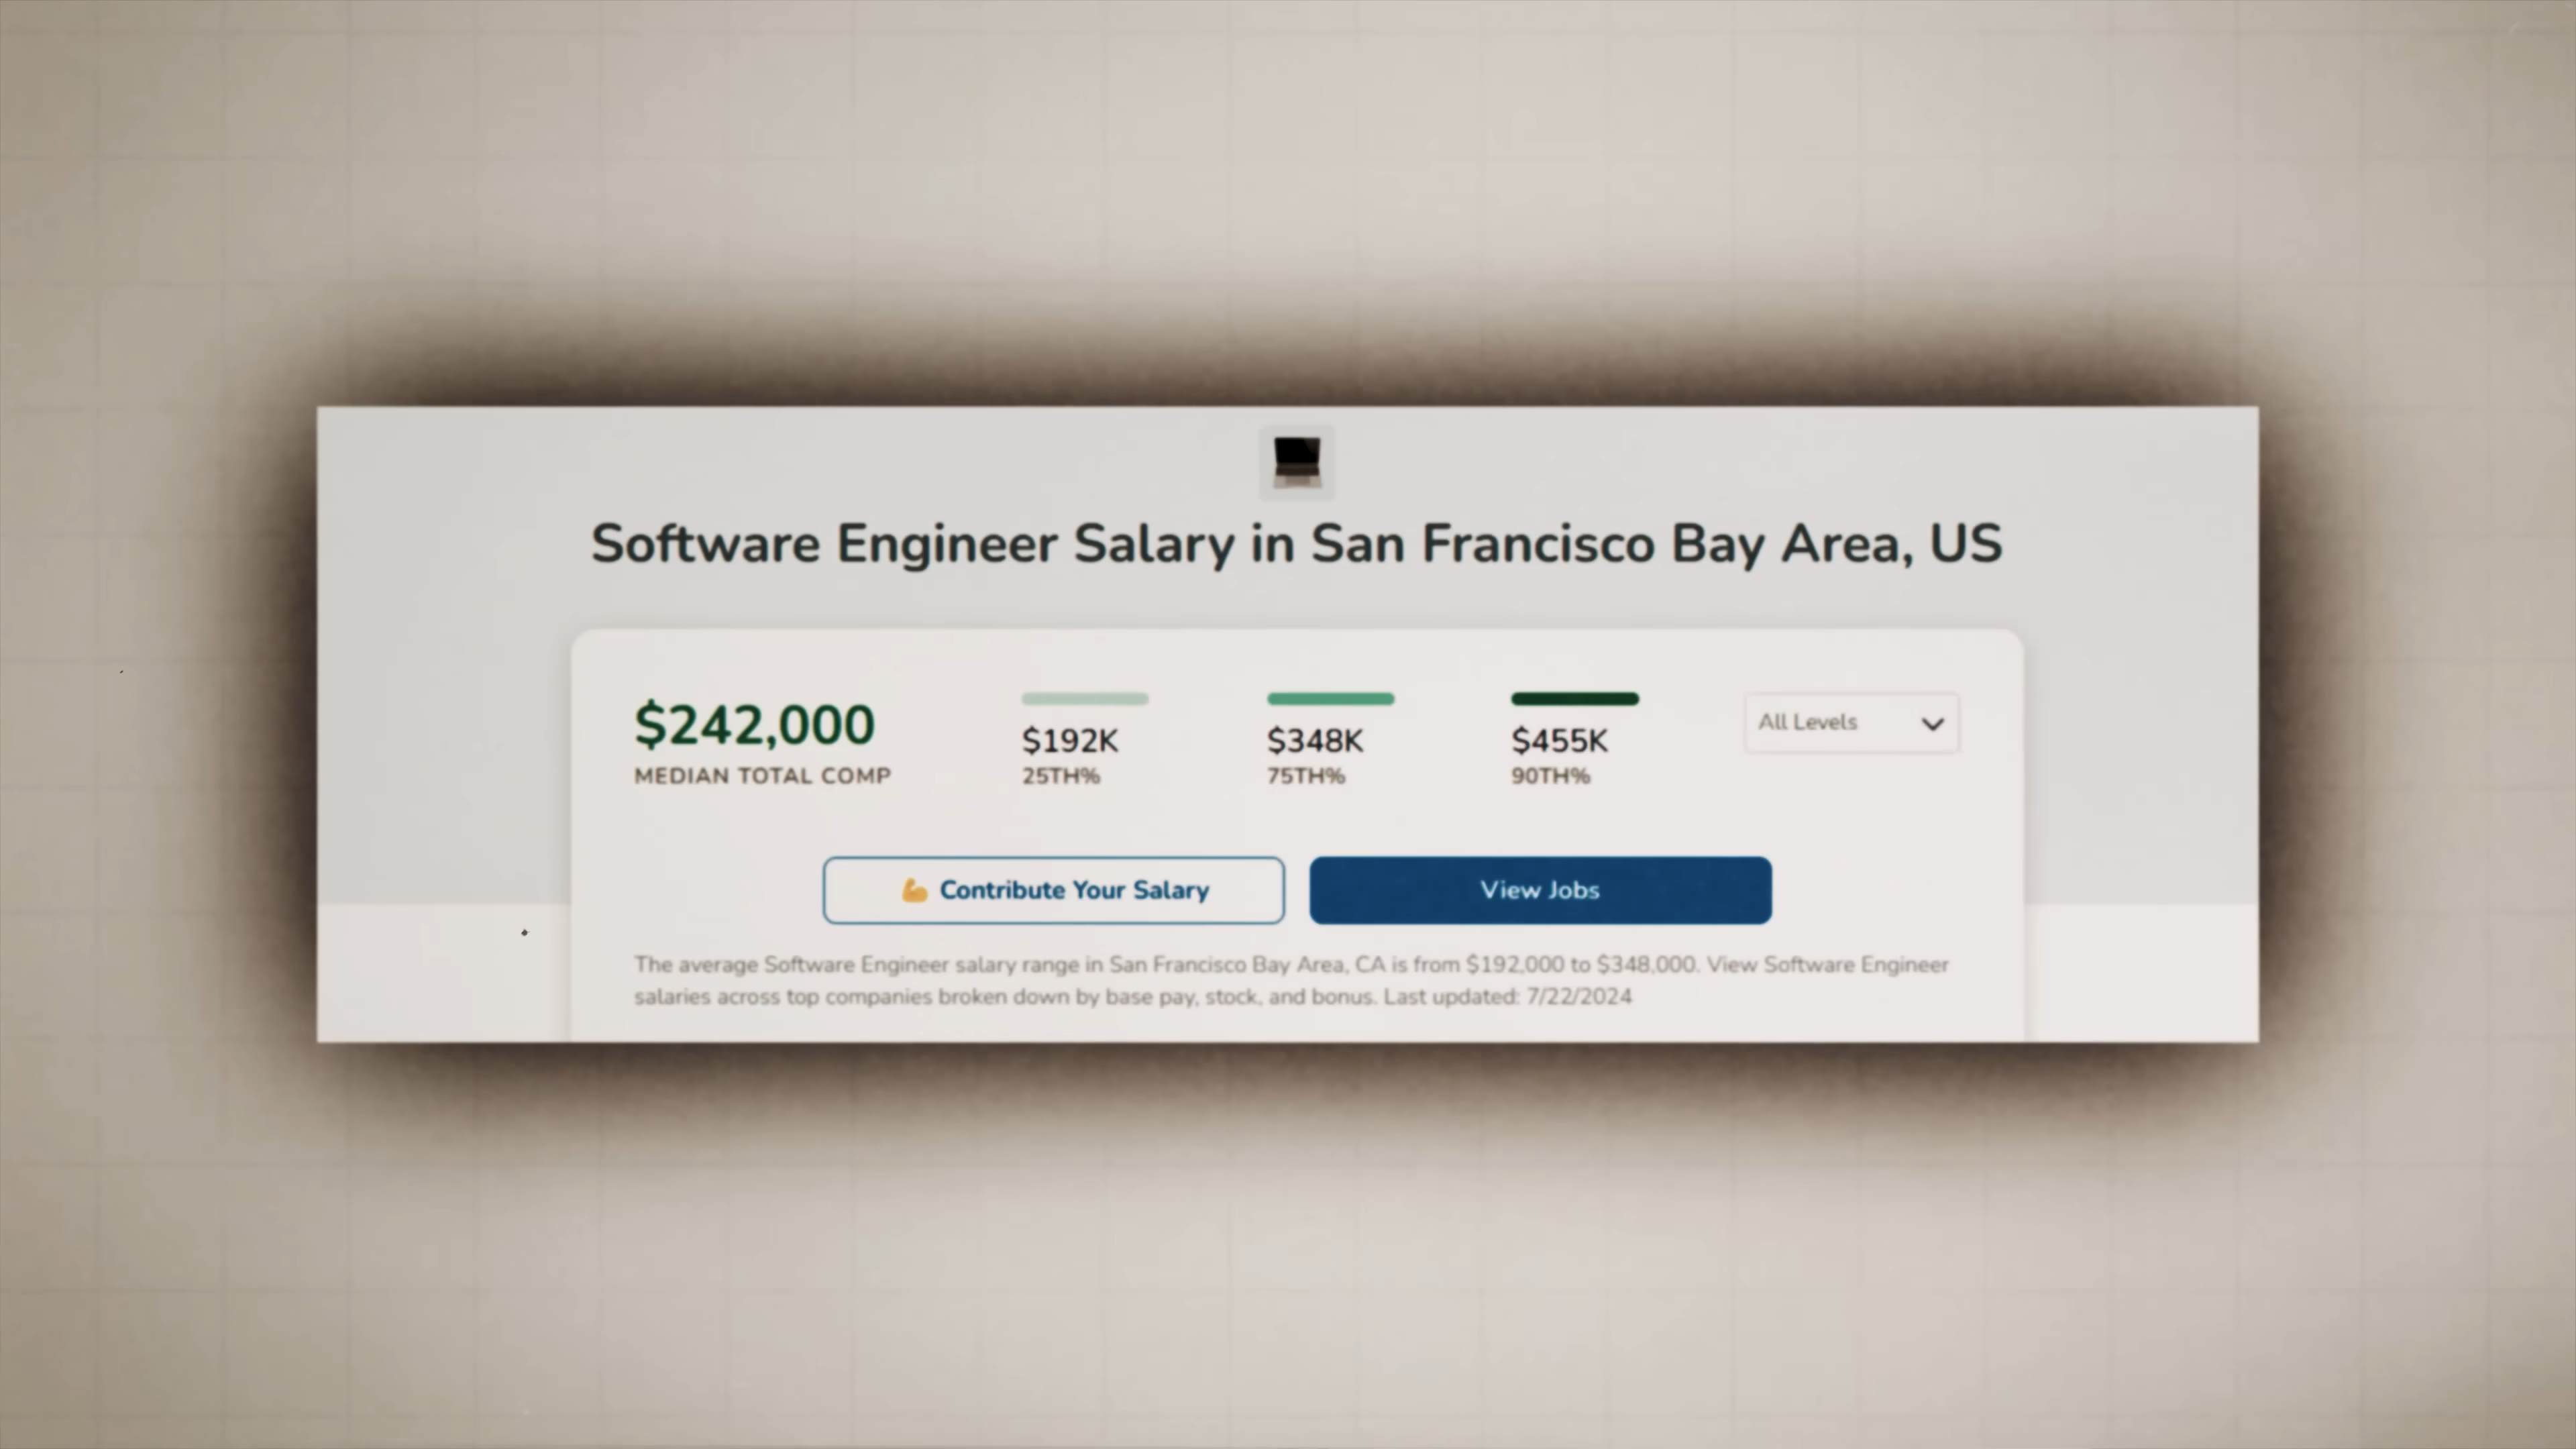 Software Engineer Salary in San Francisco Bay Area, US
$242,000
MEDIAN TOTAL COMP
$192K
25TH%
$348K
75TH%
$455K
90TH%
All Levels
Contribute Your Salary
View Jobs
The average Software Engineer salary range in San Francisco Bay Area, CA is from $192,000 to $348,000. View Software Engineer
salaries across top companies broken down by base pay, stock, and bonus. Last updated: 7/22/2024